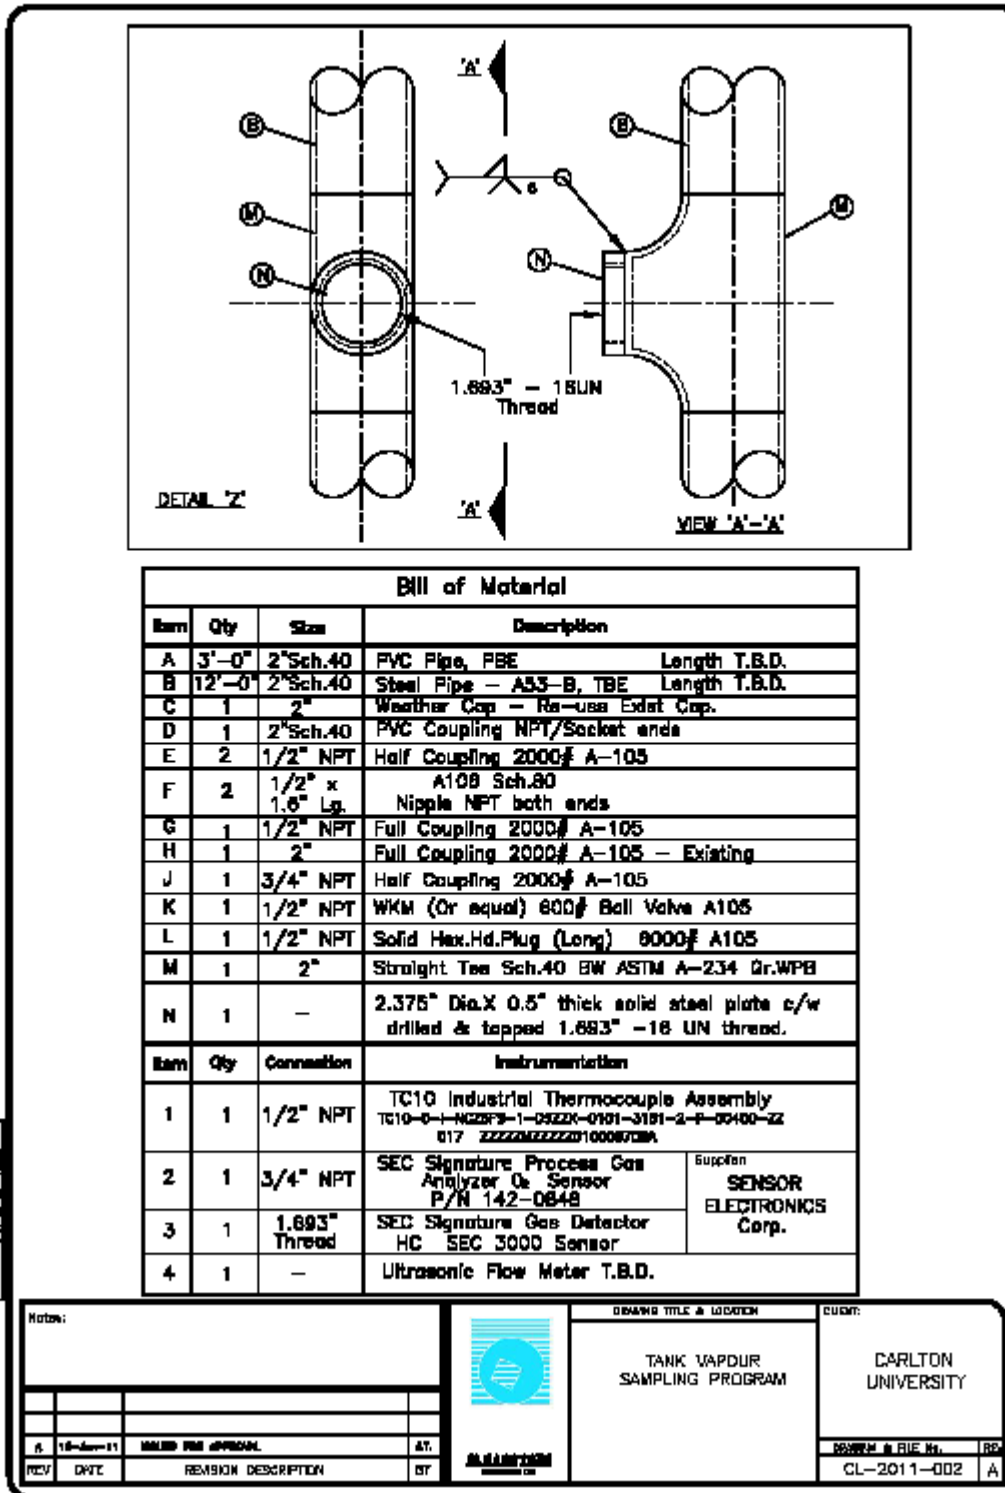 'A'
B
B
M
M
6
N
N
1.693" - 16UN
Thread
DETAIL 'Z'
'A'
VIEW 'A'-'A'
Bill of Material
Item Qty Size Description
A 3'-0" 2"Sch.40 PVC Pipe, PBE Length T.B.D.
B 12'-0" 2"Sch.40 Steel Pipe - A53-B, TBE Length T.B.D.
C 1 2" Weather Cap - Re-use Exist Cap.
D 1 2"Sch.40 PVC Coupling NPT/Socket ends
E 2 1/2" NPT Half Coupling 2000# A-105
F 2 1/2" x 1.6" Lg. A106 Sch.80
Nipple NPT both ends
G 1 1/2" NPT Full Coupling 2000# A-105
H 1 2" Full Coupling 2000# A-105 - Existing
J 1 3/4" NPT Half Coupling 2000# A-105
K 1 1/2" NPT WKM (Or equal) 600# Ball Valve A105
L 1 1/2" NPT Solid Hex.Hd.Plug (Long) 6000# A105
M 1 2" Straight Tee Sch.40 BW ASTM A-234 Gr.WPB
N 1 - 2.375" Dia.X 0.5" thick solid steel plate c/w
drilled & tapped 1.693" -16 UN thread.
Item Qty Connection Instrumentation
1 1 1/2" NPT TC10 Industrial Thermocouple Assembly
2 1 3/4" NPT SEC Signature Process Gas
Analyzer O₂ Sensor
P/N 142-0648
Supplier
SENSOR
ELECTRONICS
Corp.
3 1 1.693" Thread SEC Signature Gas Detector
HC SEC 3000 Sensor
4 1 - Ultrasonic Flow Meter T.B.D.
Notes:
DRAWING TITLE & LOCATION
TANK VAPOUR
SAMPLING PROGRAM
CLIENT:
CARLTON
UNIVERSITY
A ISSUED FOR APPROVAL
REV DATE REVISION DESCRIPTION BY
DRAWING & FILE No. REV
CL-2011-002 A